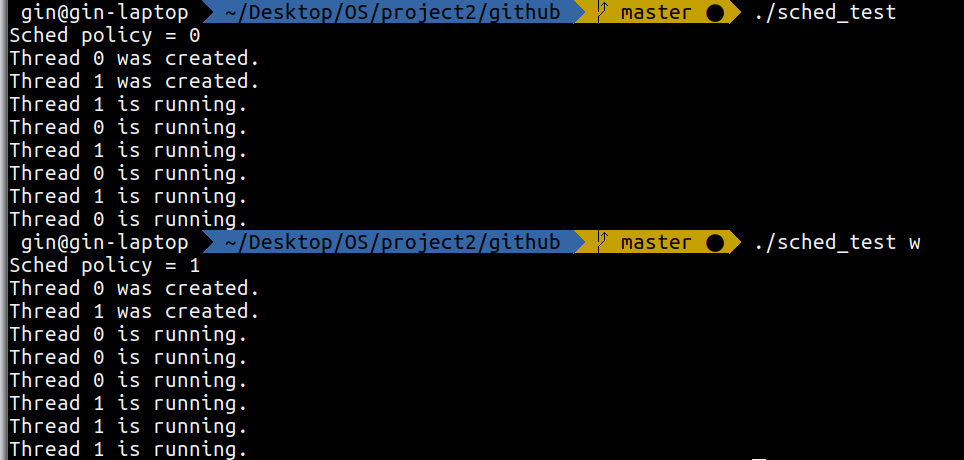 gin@gin-laptop ~/Desktop/OS/project2/github master ● ./sched_test
Sched policy = 0
Thread 0 was created.
Thread 1 was created.
Thread 1 is running.
Thread 0 is running.
Thread 1 is running.
Thread 0 is running.
Thread 1 is running.
Thread 0 is running.
gin@gin-laptop ~/Desktop/OS/project2/github master ● ./sched_test w
Sched policy = 1
Thread 0 was created.
Thread 1 was created.
Thread 0 is running.
Thread 0 is running.
Thread 0 is running.
Thread 1 is running.
Thread 1 is running.
Thread 1 is running.